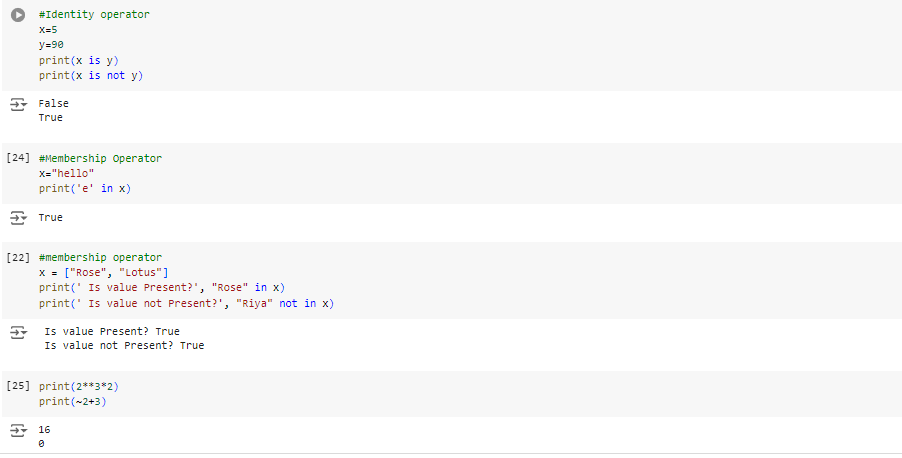 #Identity operator
x=5
y=90
print(x is y)
print(x is not y)
False
True
[24] #Membership Operator
x="hello"
print('e' in x)
True
[22] #membership operator
x = ["Rose", "Lotus"]
print(' Is value Present?', "Rose" in x)
print(' Is value not Present?', "Riya" not in x)
Is value Present? True
Is value not Present? True
[25] print(2**3*2)
print(~2+3)
16
0